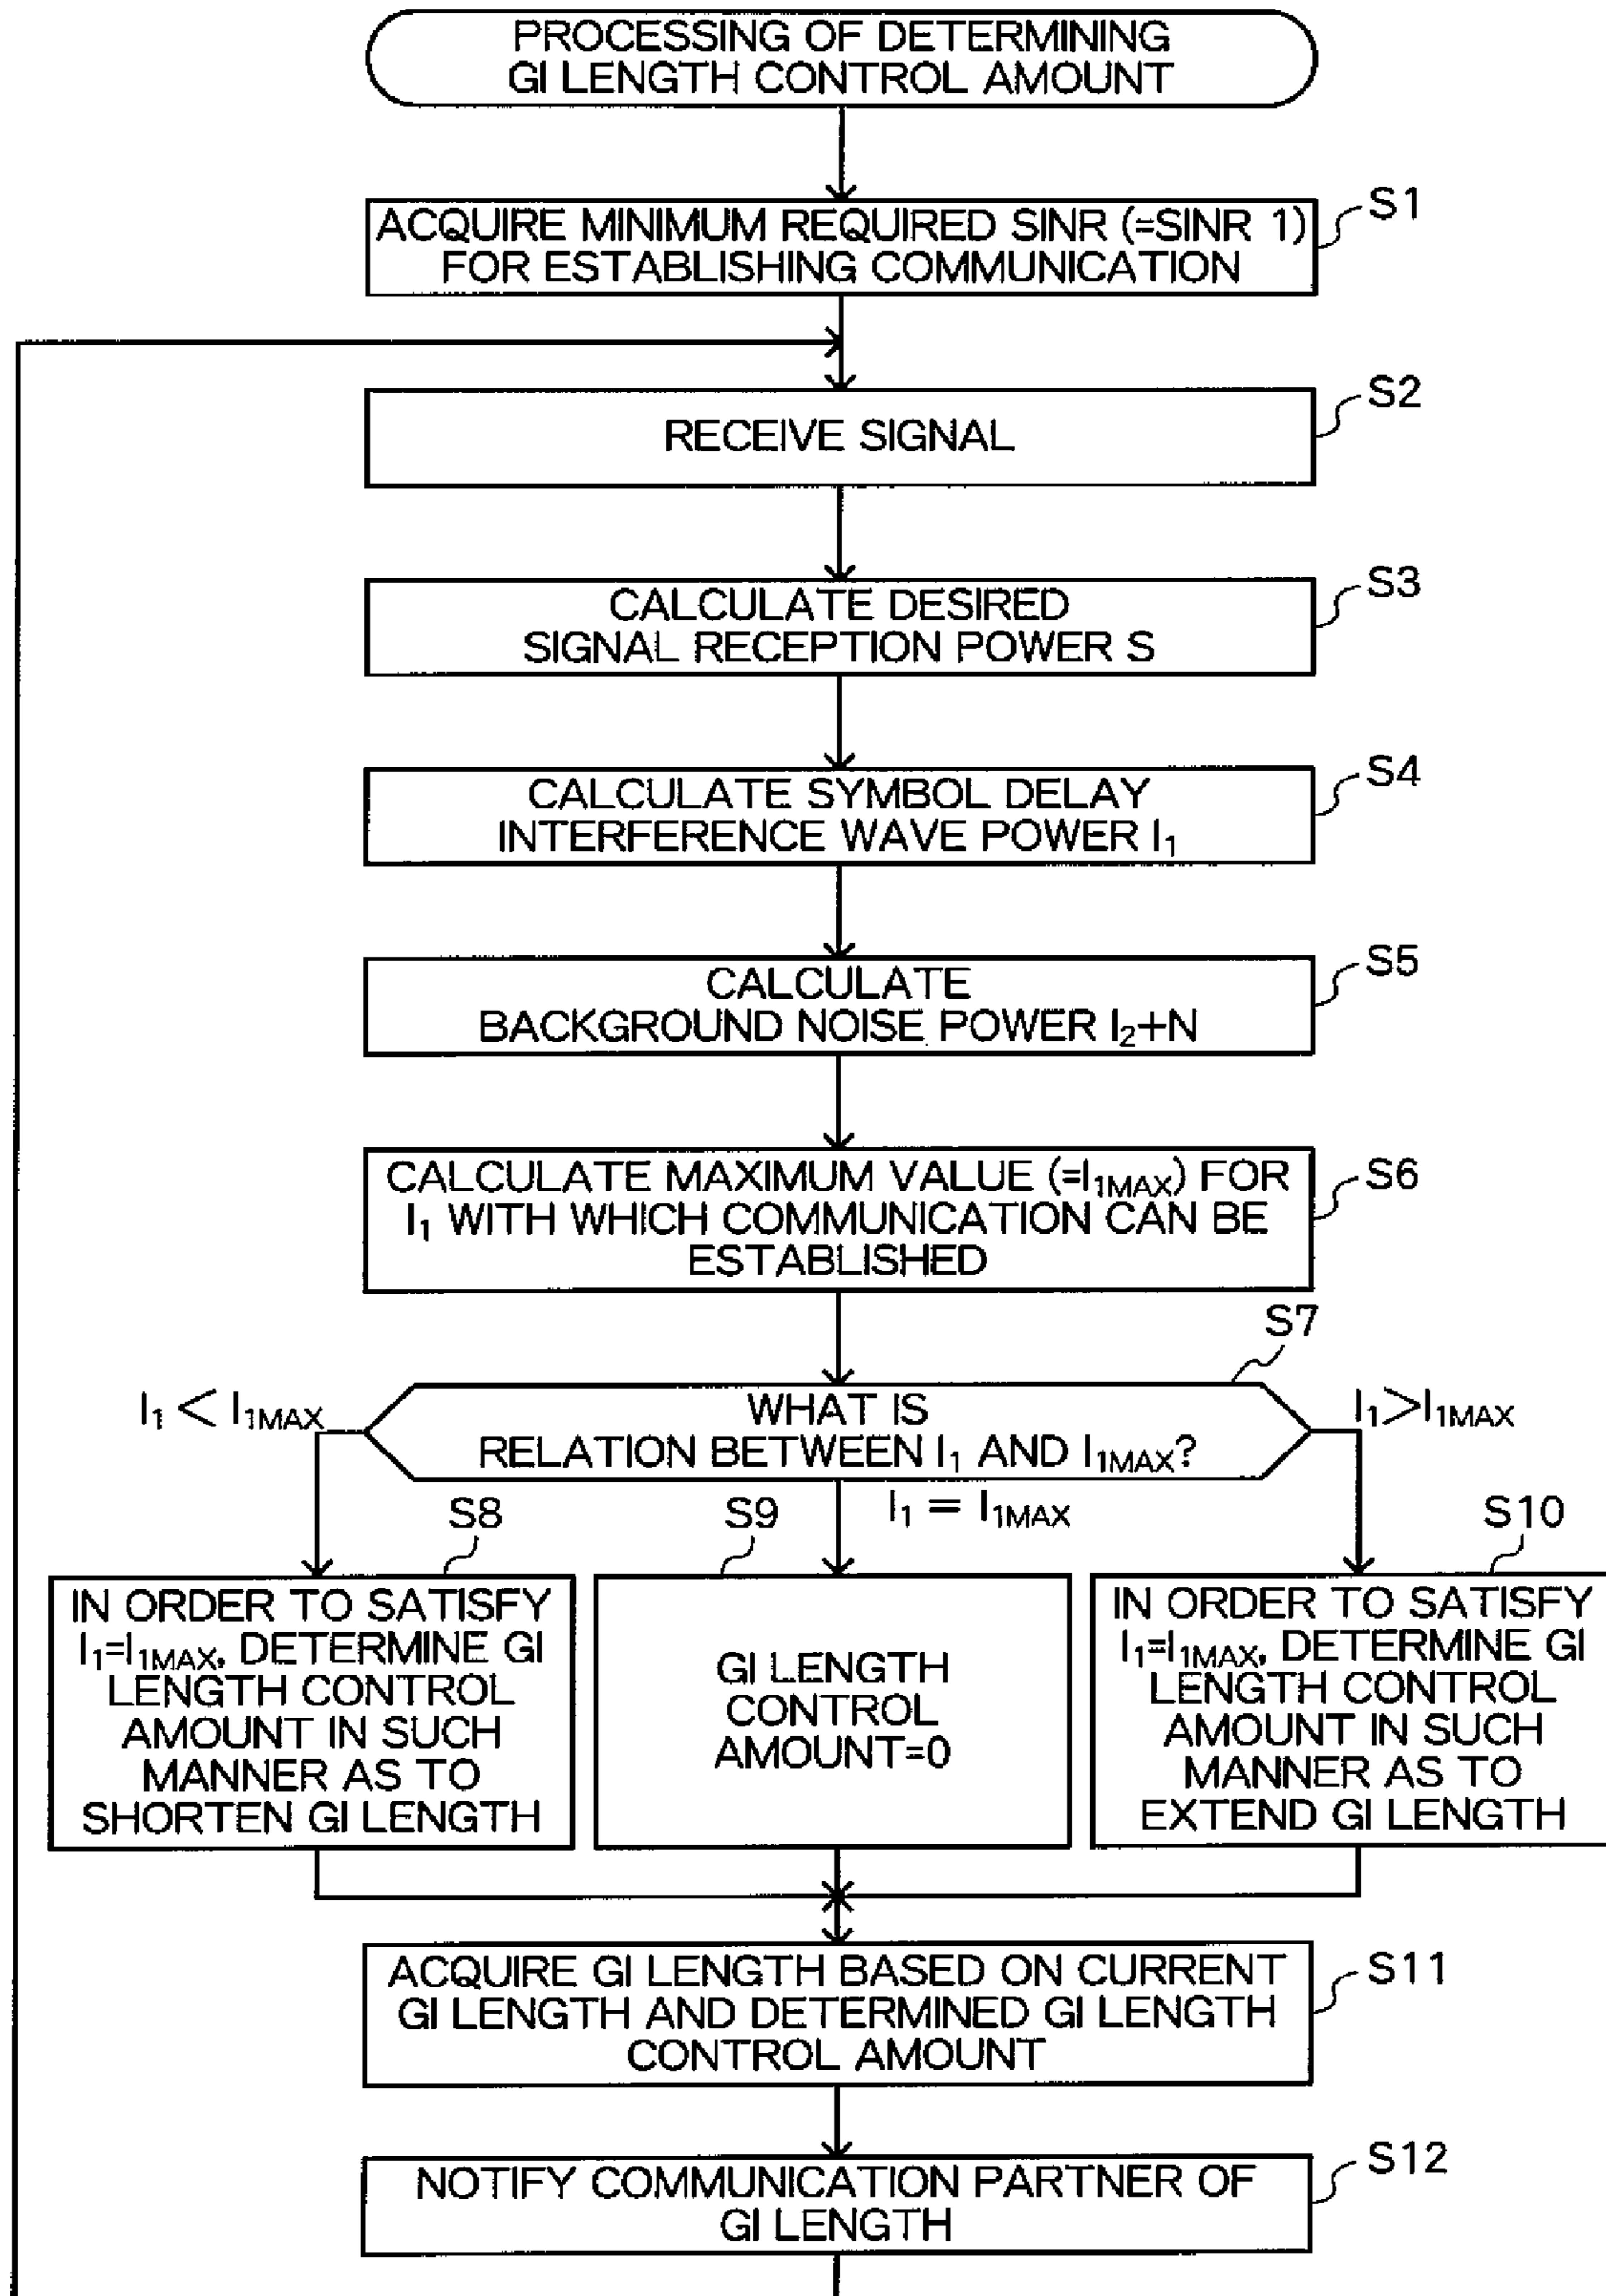 PROCESSING OF DETERMINING
GI LENGTH CONTROL AMOUNT
S1
ACQUIRE MINIMUM REQUIRED SINR (=SINR 1)
FOR ESTABLISHING COMMUNICATION
S2
RECEIVE SIGNAL
S3
CALCULATE DESIRED
SIGNAL RECEPTION POWER S
S4
CALCULATE SYMBOL DELAY
INTERFERENCE WAVE POWER I₁
S5
CALCULATE
BACKGROUND NOISE POWER I₂+N
S6
CALCULATE MAXIMUM VALUE (=I₁MAX) FOR
I₁ WITH WHICH COMMUNICATION CAN BE
ESTABLISHED
S7
WHAT IS
RELATION BETWEEN I₁ AND I₁MAX?
I₁ < I₁MAX
I₁ = I₁MAX
I₁>I₁MAX
S8
IN ORDER TO SATISFY
I₁=I₁MAX, DETERMINE GI
LENGTH CONTROL
AMOUNT IN SUCH
MANNER AS TO
SHORTEN GI LENGTH
S9
GI LENGTH
CONTROL
AMOUNT=0
S10
IN ORDER TO SATISFY
I₁=I₁MAX, DETERMINE GI
LENGTH CONTROL
AMOUNT IN SUCH
MANNER AS TO
EXTEND GI LENGTH
S11
ACQUIRE GI LENGTH BASED ON CURRENT
GI LENGTH AND DETERMINED GI LENGTH
CONTROL AMOUNT
S12
NOTIFY COMMUNICATION PARTNER OF
GI LENGTH